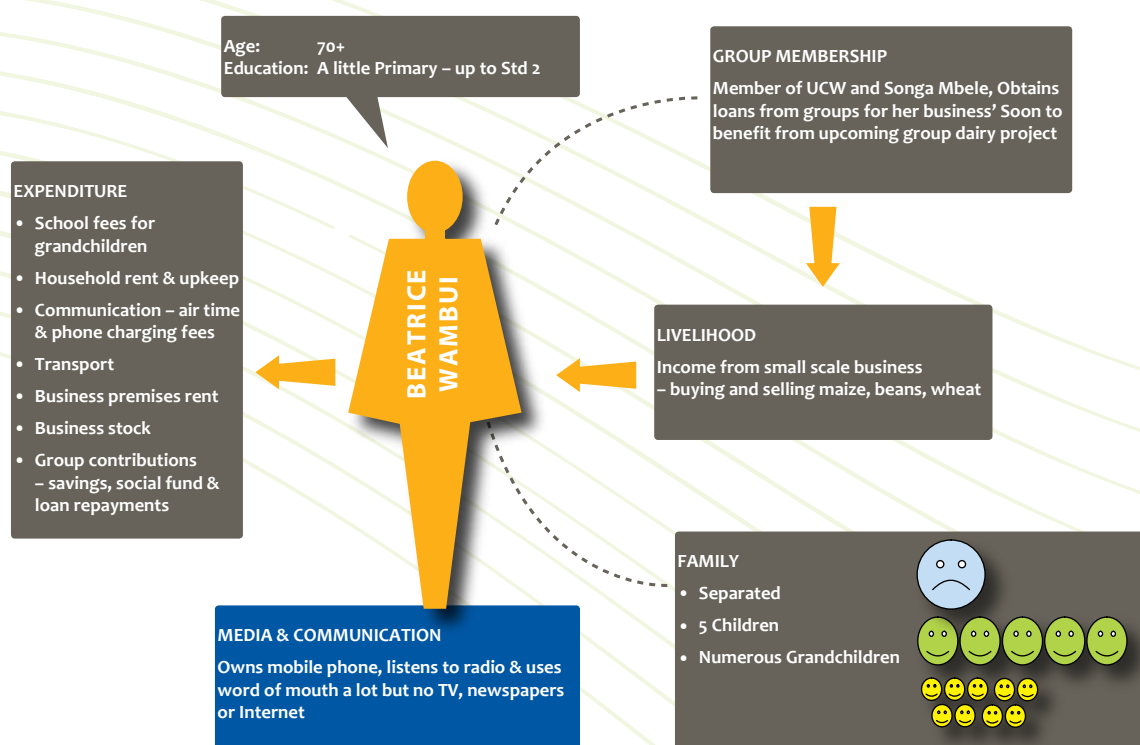 Age: 70+
Education: A little Primary – up to Std 2
GROUP MEMBERSHIP
Member of UCW and Songa Mbele, Obtains
loans from groups for her business' Soon to
benefit from upcoming group dairy project
EXPENDITURE
• School fees for
grandchildren
• Household rent & upkeep
• Communication – air time
& phone charging fees
• Transport
• Business premises rent
• Business stock
• Group contributions
– savings, social fund &
loan repayments
BEATRICE
WAMBUI
LIVELIHOOD
Income from small scale business
– buying and selling maize, beans, wheat
MEDIA & COMMUNICATION
Owns mobile phone, listens to radio & uses
word of mouth a lot but no TV, newspapers
or Internet
FAMILY
• Separated
• 5 Children
• Numerous Grandchildren